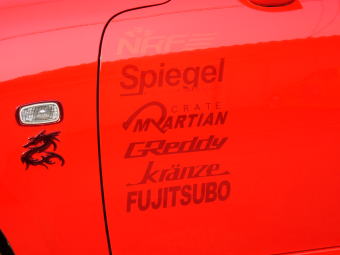 NRF
Spiegel
CRATE
MARTIAN
GReddy
kränze
FUJITSUBO